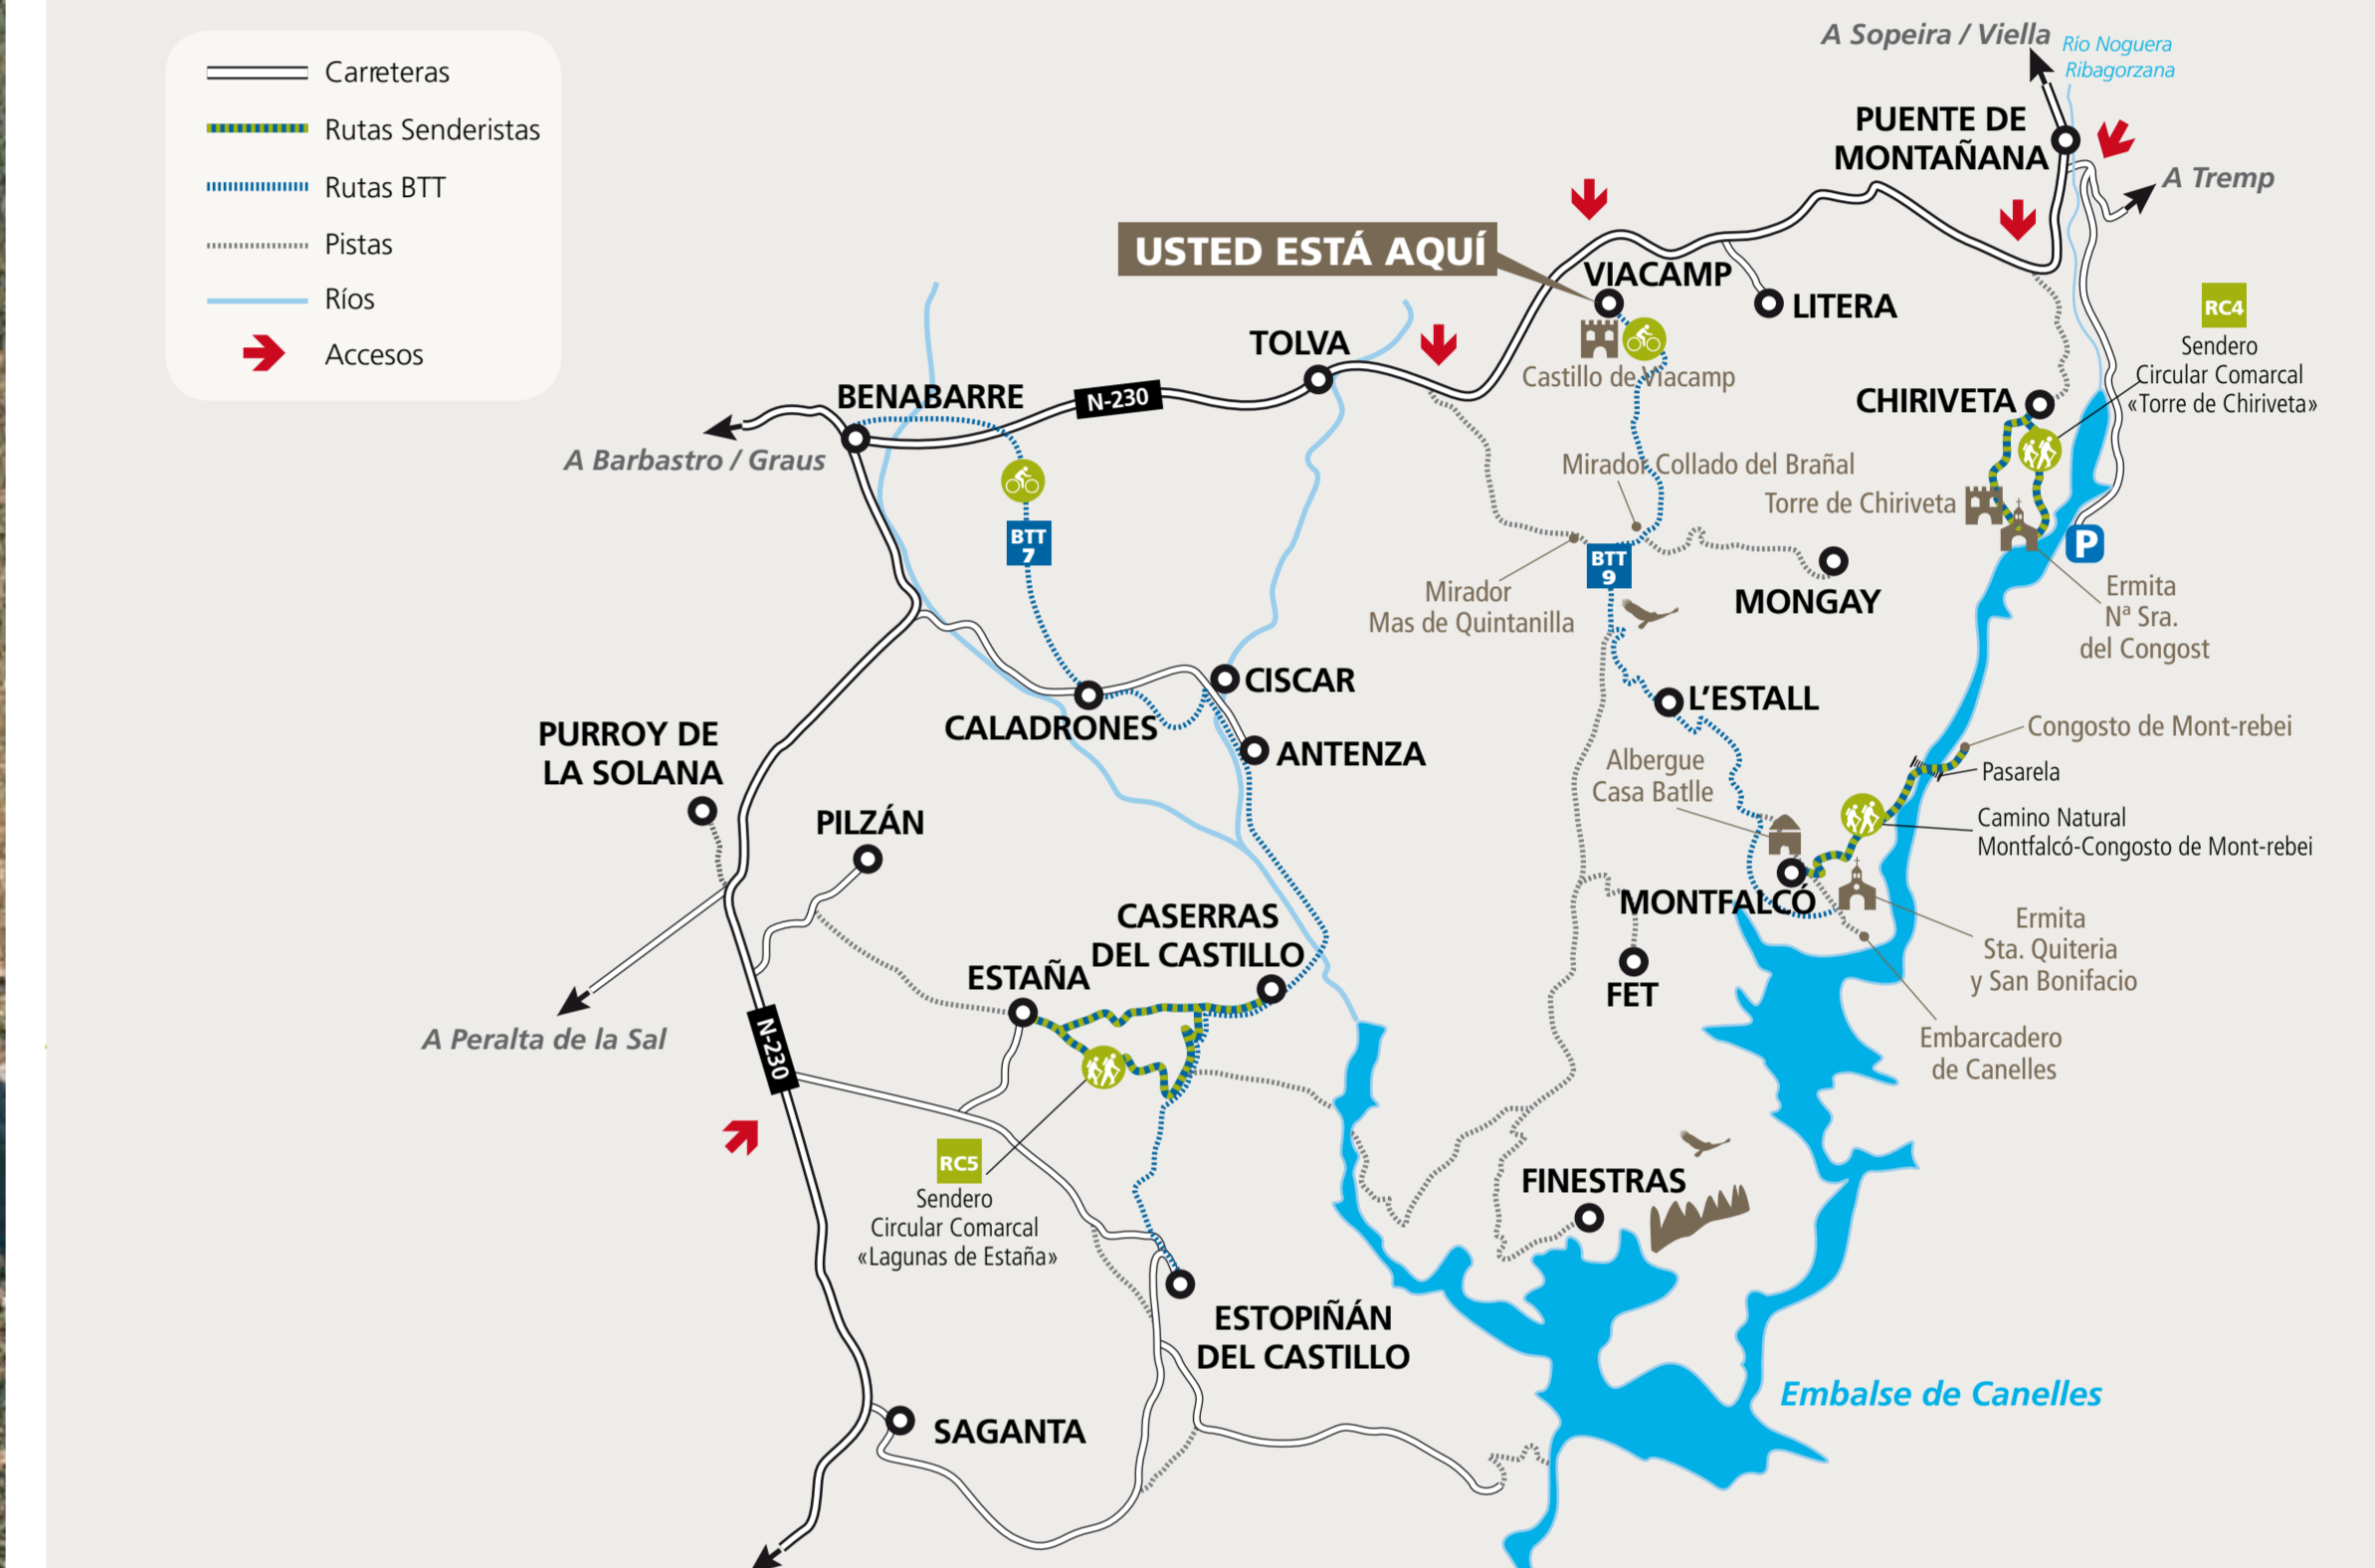 Carreteras
Rutas Senderistas
Rutas BTT
Pistas
Ríos
Accesos
A Sopeira / Viella
Río Noguera
Ribagorzana
PUENTE DE
MONTAÑANA
A Tremp
USTED ESTÁ AQUÍ
VIACAMP
LITERA
RC4
Sendero
Circular Comarcal
«Torre de Chiriveta»
TOLVA
Castillo de Viacamp
BENABARRE
N-230
CHIRIVETA
A Barbastro / Graus
Mirador Collado del Brañal
Torre de Chiriveta
BTT
7
P
BTT
9
MONGAY
Mirador
Mas de Quintanilla
Ermita
Nª Sra.
del Congost
CISCAR
L'ESTALL
CALADRONES
ANTENZA
PURROY DE
LA SOLANA
Congosto de Mont-rebei
Pasarela
Albergue
Casa Batlle
PILZÁN
Camino Natural
Montfalcó-Congosto de Mont-rebei
MONTFALCÓ
CASERRAS
DEL CASTILLO
ESTAÑA
FET
Ermita
Sta. Quiteria
y San Bonifacio
A Peralta de la Sal
N-230
Embarcadero
de Canelles
RC5
Sendero
Circular Comarcal
«Lagunas de Estaña»
FINESTRAS
ESTOPIÑÁN
DEL CASTILLO
Embalse de Canelles
SAGANTA